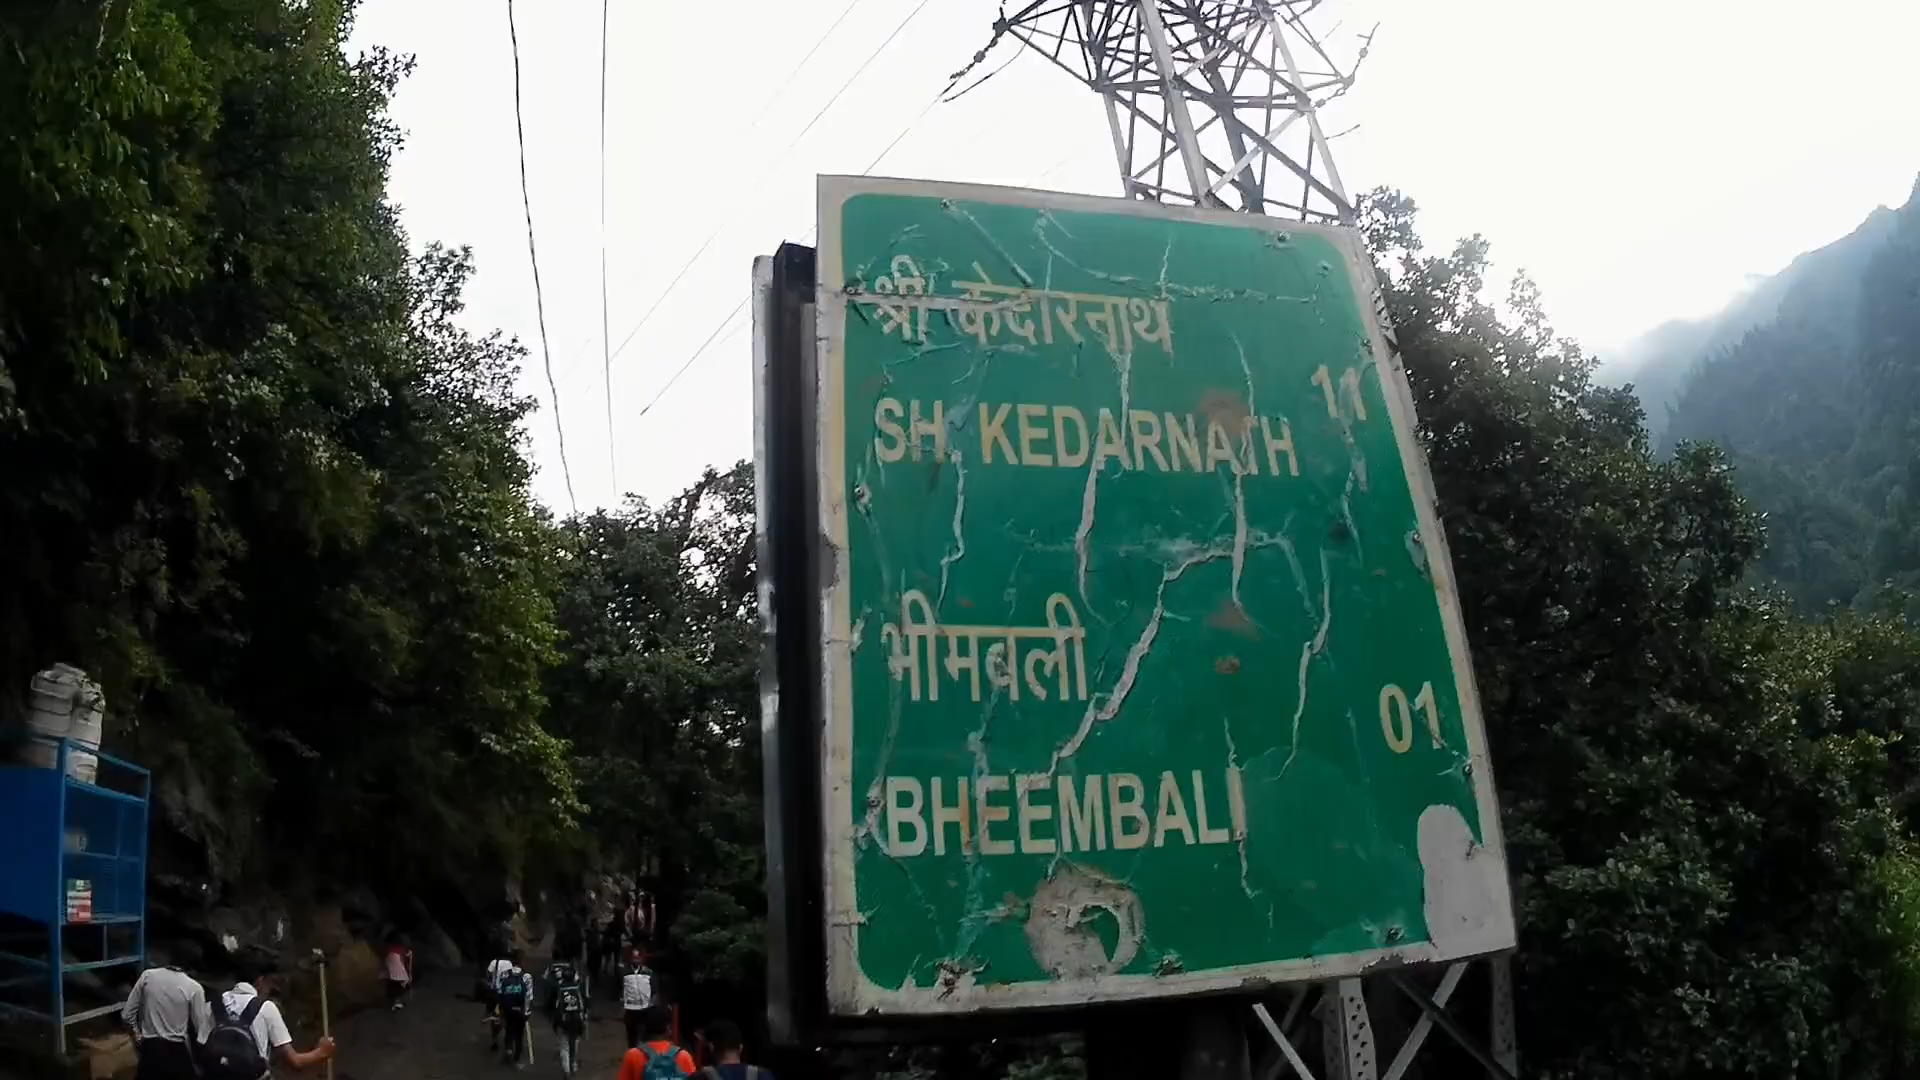 श्री केदारनाथ
SH. KEDARNATH 11
भीमबली
BHEEMBALI 01